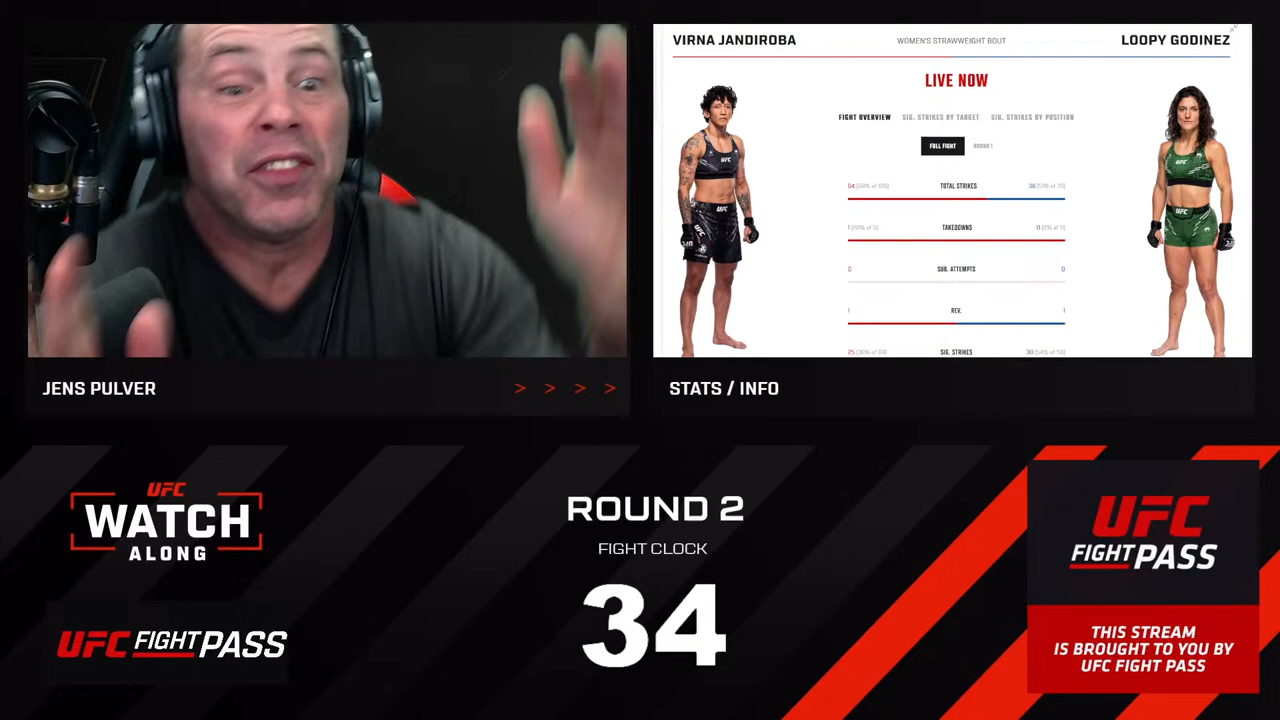 VIRNA JANDIROBA
WOMEN'S STRAWWEIGHT BOUT
LOOPY GODINEZ
LIVE NOW
FIGHT OVERVIEW
SIG. STRIKES BY TARGET
SIG. STRIKES BY POSITION
FULL FIGHT
ROUND 1
TOTAL STRIKES
TAKEDOWNS
0
SUB. ATTEMPTS
0
1
REV.
1
25
SIG. STRIKES
30
JENS PULVER
> > > >
STATS / INFO
UFC
WATCH
ALONG
UFC FIGHT PASS
ROUND 2
FIGHT CLOCK
34
UFC
FIGHT PASS
THIS STREAM
IS BROUGHT TO YOU BY
UFC FIGHT PASS